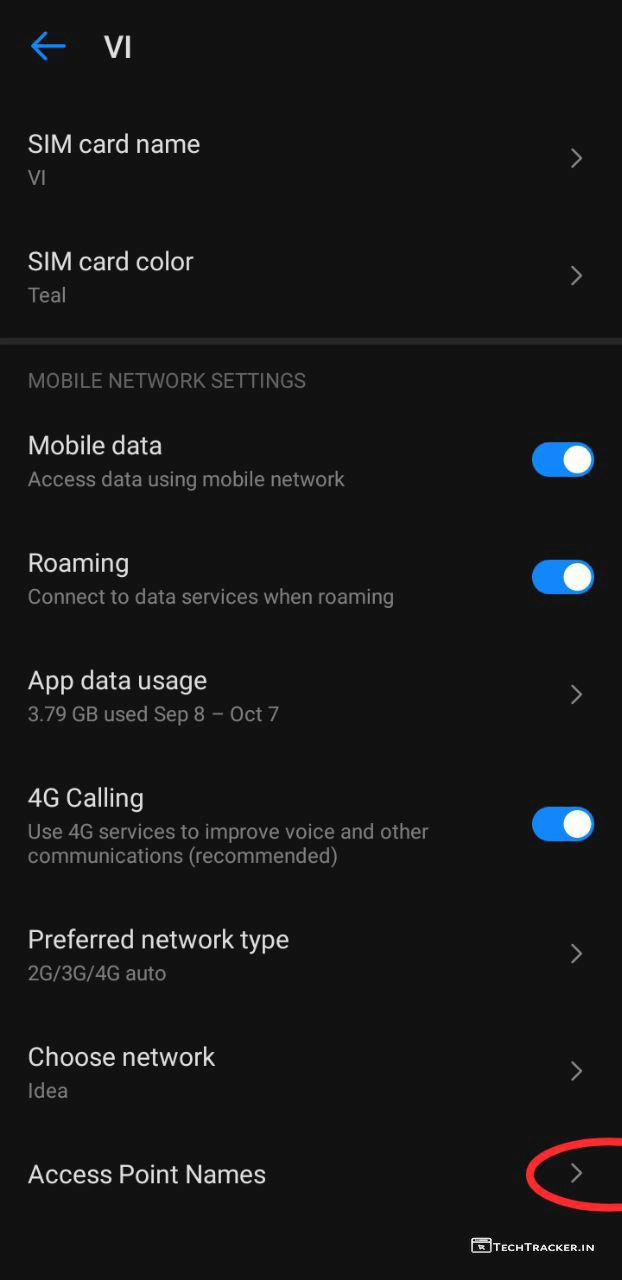 VI
SIM card name
VI
SIM card color
Teal
MOBILE NETWORK SETTINGS
Mobile data
Access data using mobile network
Roaming
Connect to data services when roaming
App data usage
3.79 GB used Sep 8 – Oct 7
4G Calling
Use 4G services to improve voice and other
communications (recommended)
Preferred network type
2G/3G/4G auto
Choose network
Idea
Access Point Names
TECHTRACKER.IN